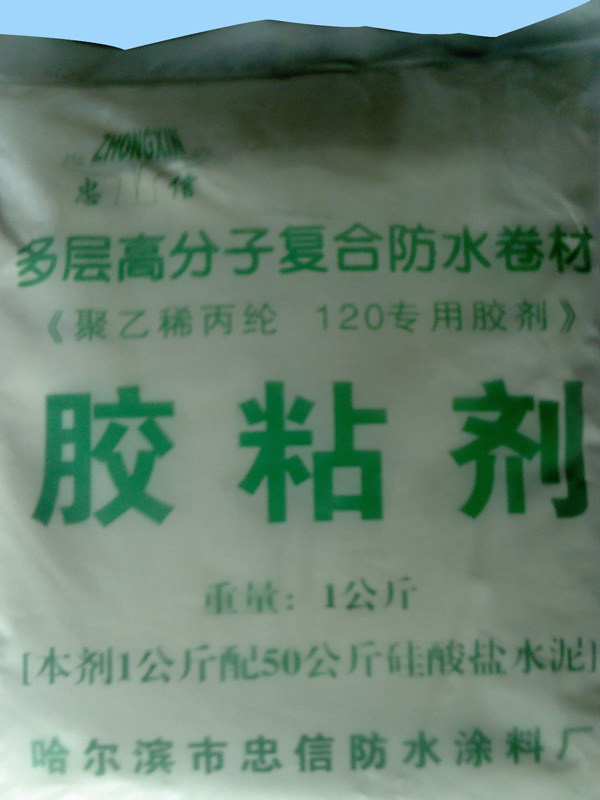 ZHONGXIN
忠信
多层高分子复合防水卷材
《聚乙稀丙纶 120专用胶剂》
胶粘剂
重量：1公斤
[本剂1公斤配50公斤硅酸盐水泥]
哈尔滨市忠信防水涂料厂